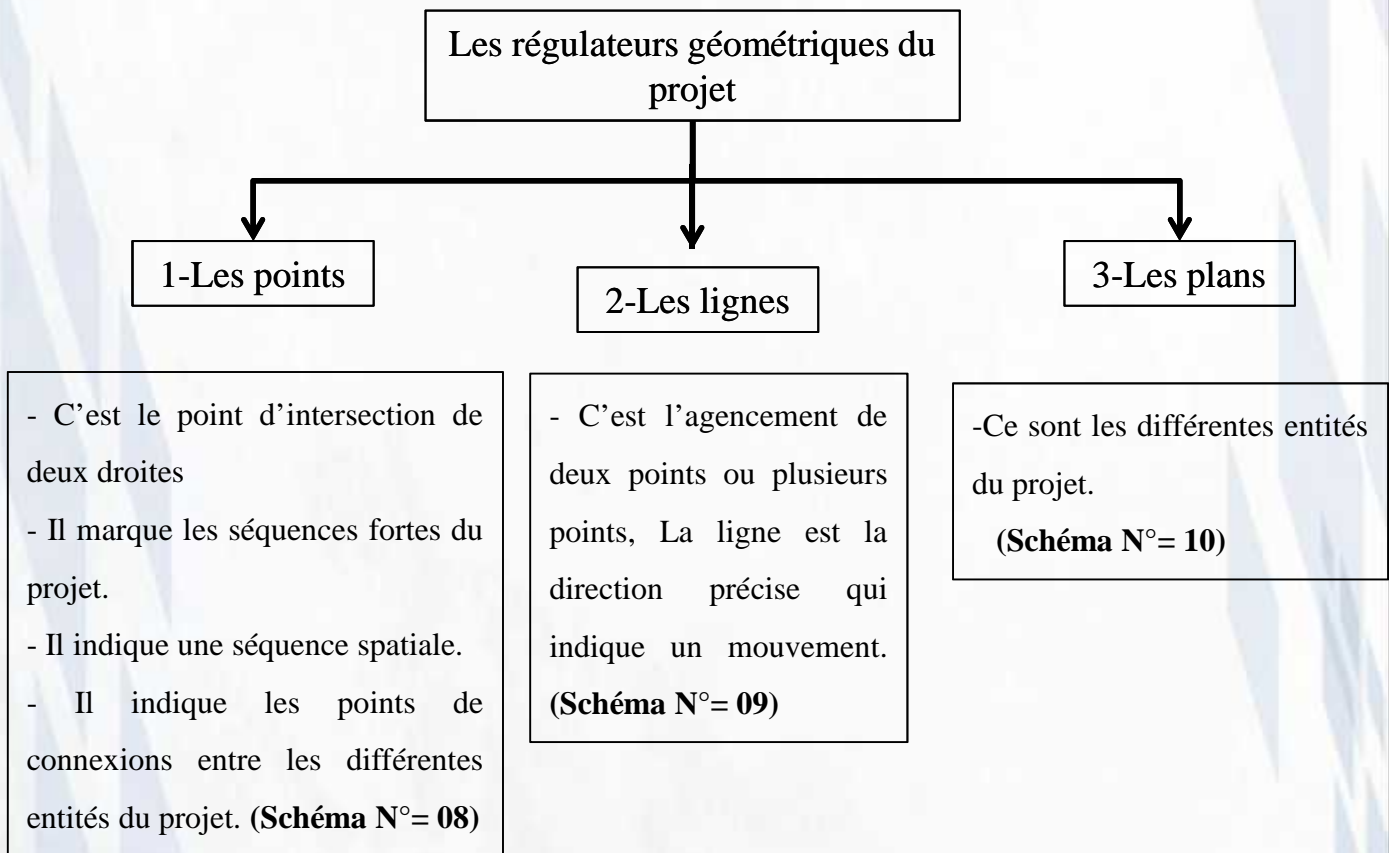 Les régulateurs géométriques du
projet
1-Les points
2-Les lignes
3-Les plans
- C’est le point d’intersection de
deux droites
- Il marque les séquences fortes du
projet.
- Il indique une séquence spatiale.
- Il indique les points de
connexions entre les différentes
entités du projet. (Schéma N°= 08)
- C’est l’agencement de
deux points ou plusieurs
points, La ligne est la
direction précise qui
indique un mouvement.
(Schéma N°= 09)
-Ce sont les différentes entités
du projet.
(Schéma N°= 10)